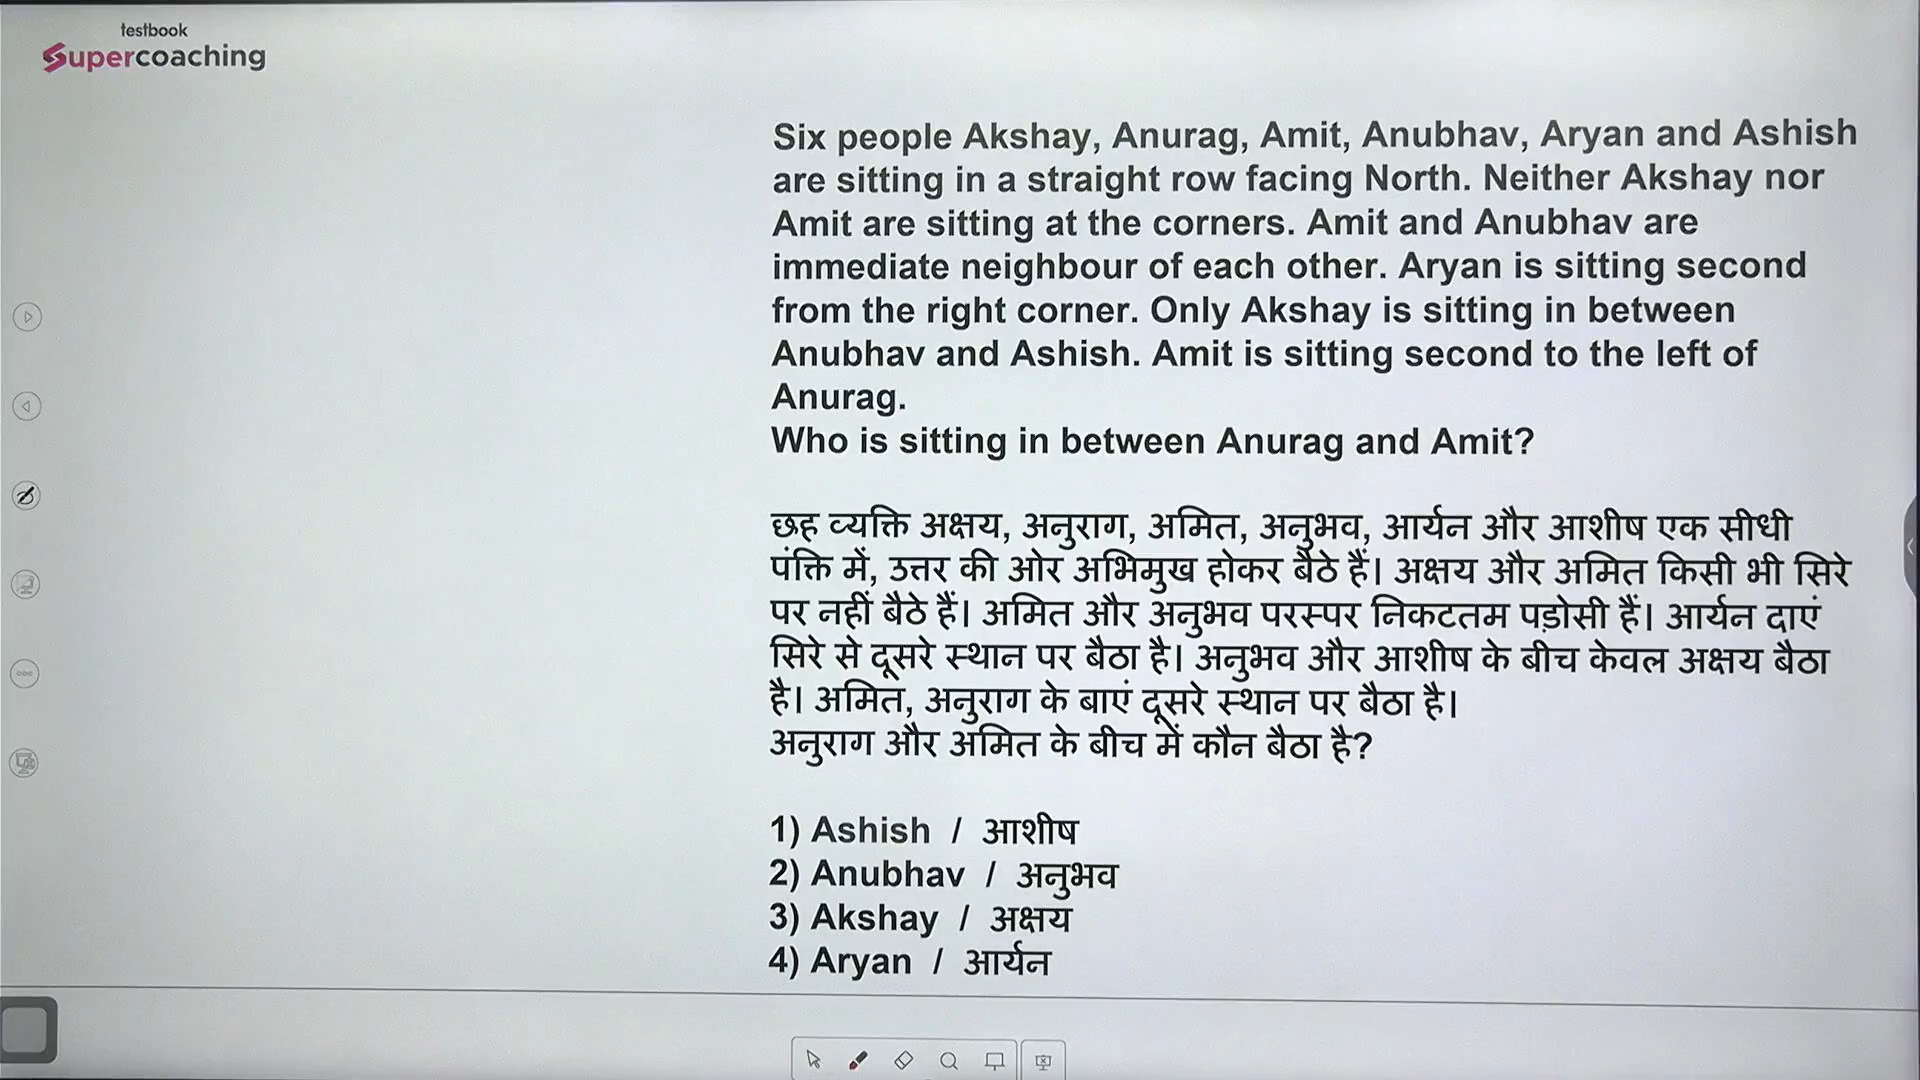 testbook
Supercoaching
Six people Akshay, Anurag, Amit, Anubhav, Aryan and Ashish
are sitting in a straight row facing North. Neither Akshay nor
Amit are sitting at the corners. Amit and Anubhav are
immediate neighbour of each other. Aryan is sitting second
from the right corner. Only Akshay is sitting in between
Anubhav and Ashish. Amit is sitting second to the left of
Anurag.
Who is sitting in between Anurag and Amit?
छह व्यक्ति अक्षय, अनुराग, अमित, अनुभव, आर्यन और आशीष एक सीधी
पंक्ति में, उत्तर की ओर अभिमुख होकर बैठे हैं। अक्षय और अमित किसी भी सिरे
पर नहीं बैठे हैं। अमित और अनुभव परस्पर निकटतम पड़ोसी हैं। आर्यन दाएं
सिरे से दूसरे स्थान पर बैठा है। अनुभव और आशीष के बीच केवल अक्षय बैठा
है। अमित, अनुराग के बाएं दूसरे स्थान पर बैठा है।
अनुराग और अमित के बीच में कौन बैठा है?
1) Ashish / आशीष
2) Anubhav / अनुभव
3) Akshay / अक्षय
4) Aryan / आर्यन